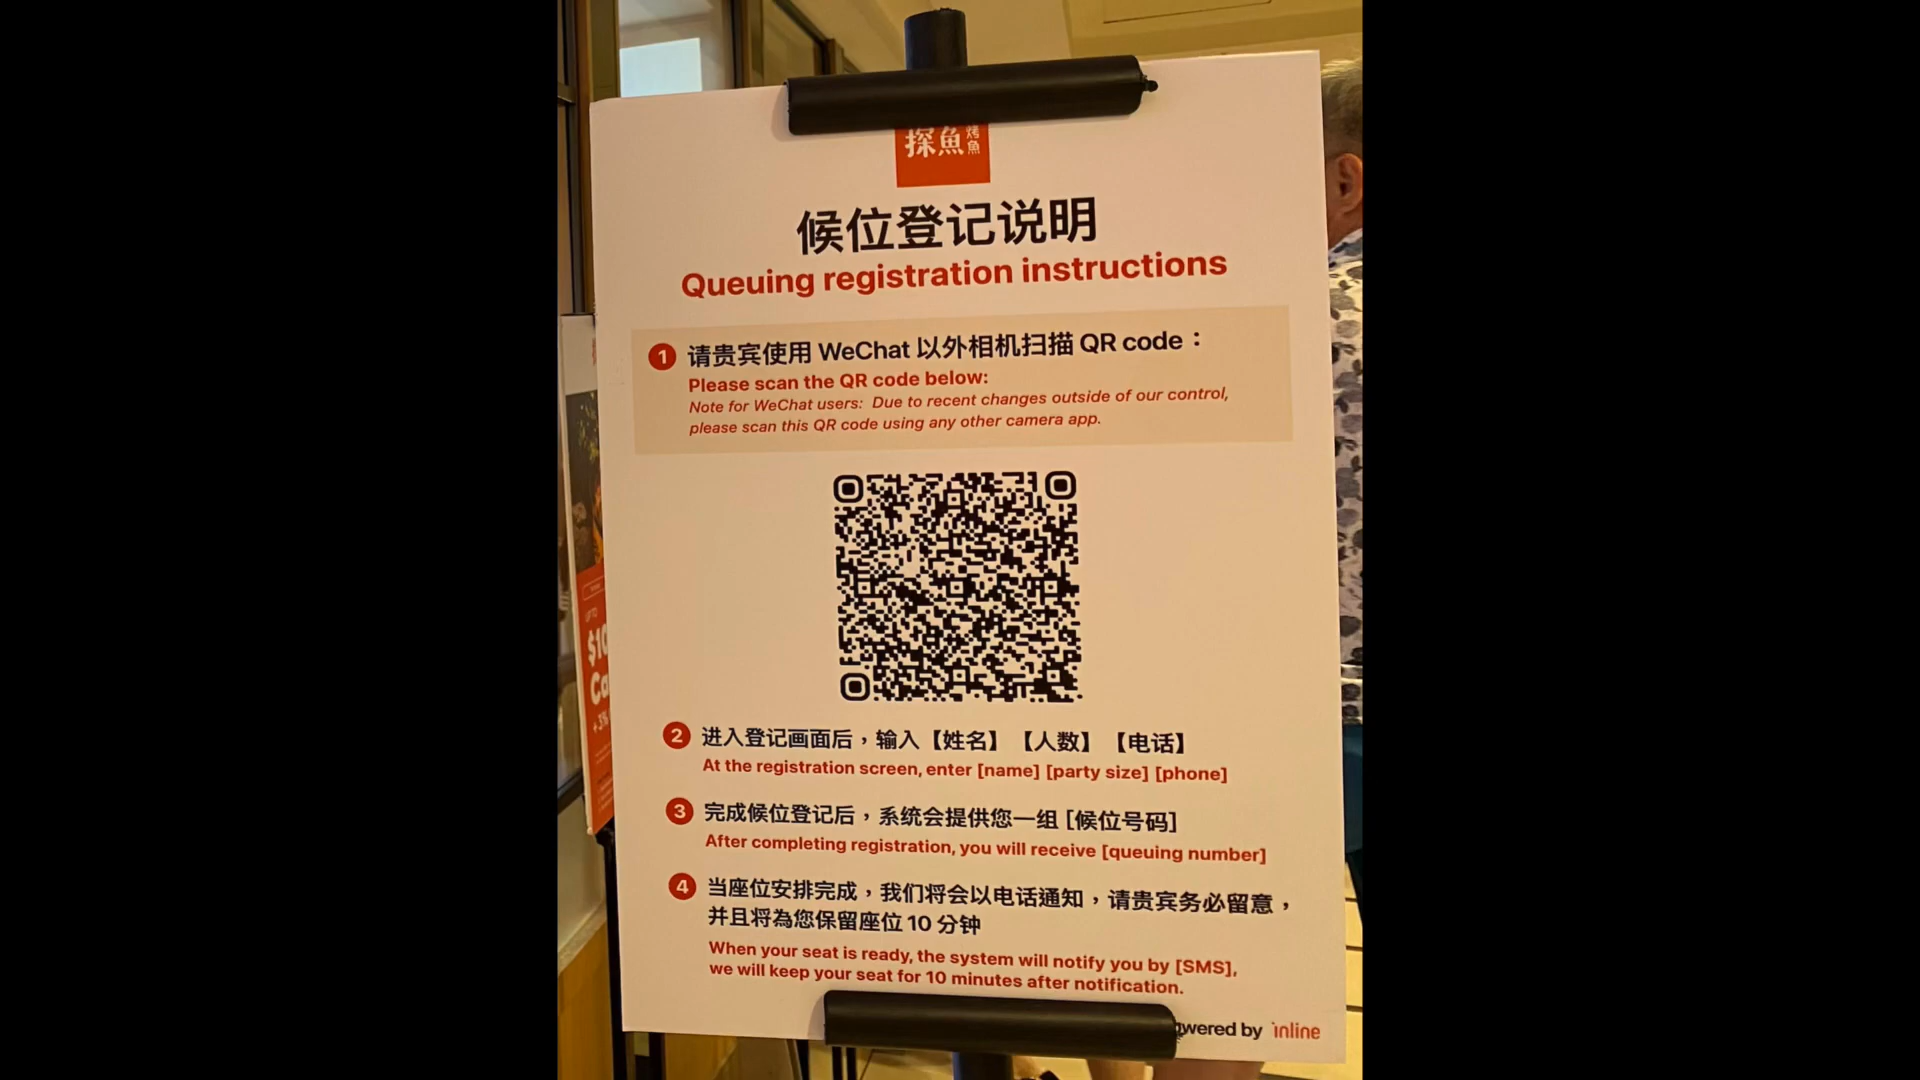 探魚 烤魚
候位登记说明
Queuing registration instructions
1 请贵宾使用 WeChat 以外相机扫描 QR code：
Please scan the QR code below:
Note for WeChat users: Due to recent changes outside of our control,
please scan this QR code using any other camera app.
2 进入登记画面后，输入【姓名】【人数】【电话】
At the registration screen, enter [name] [party size] [phone]
3 完成候位登记后，系统会提供您一组 [候位号码]
After completing registration, you will receive [queuing number]
4 当座位安排完成，我们将会以电话通知，请贵宾务必留意，
并且将為您保留座位 10 分钟
When your seat is ready, the system will notify you by [SMS],
we will keep your seat for 10 minutes after notification.
wered by inline
$10
Ca
+3%